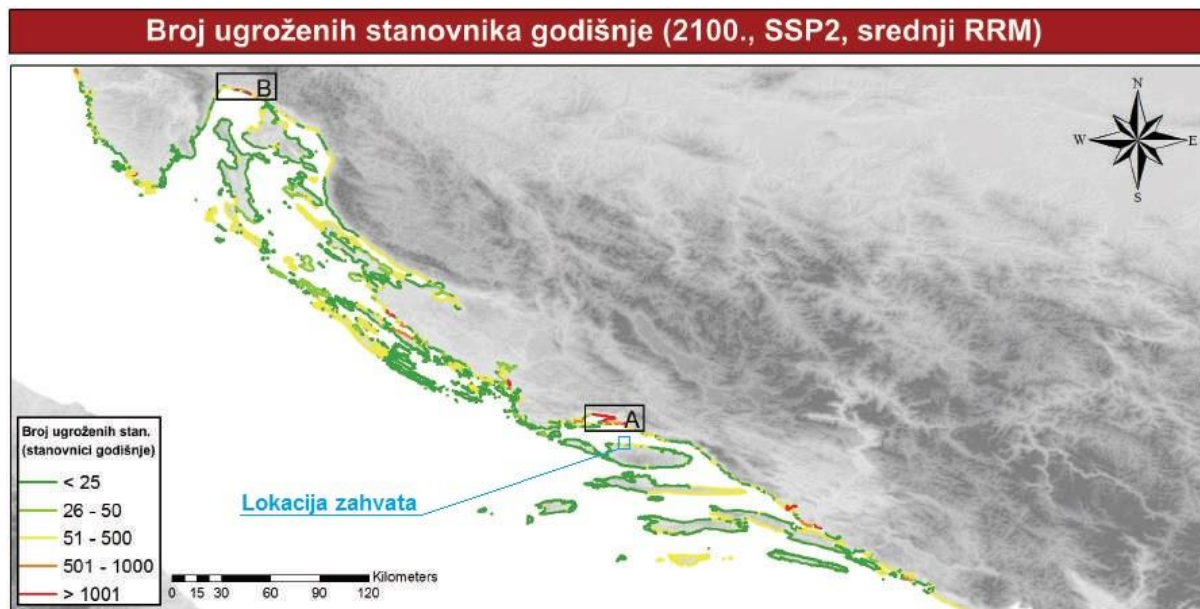 Broj ugroženih stanovnika godišnje (2100., SSP2, srednji RRM)
B
N
W E
S
A
Lokacija zahvata
Broj ugroženih stan.
(stanovnici godišnje)
< 25
26 - 50
51 - 500
501 - 1000
> 1001
Kilometers
0 15 30 60 90 120